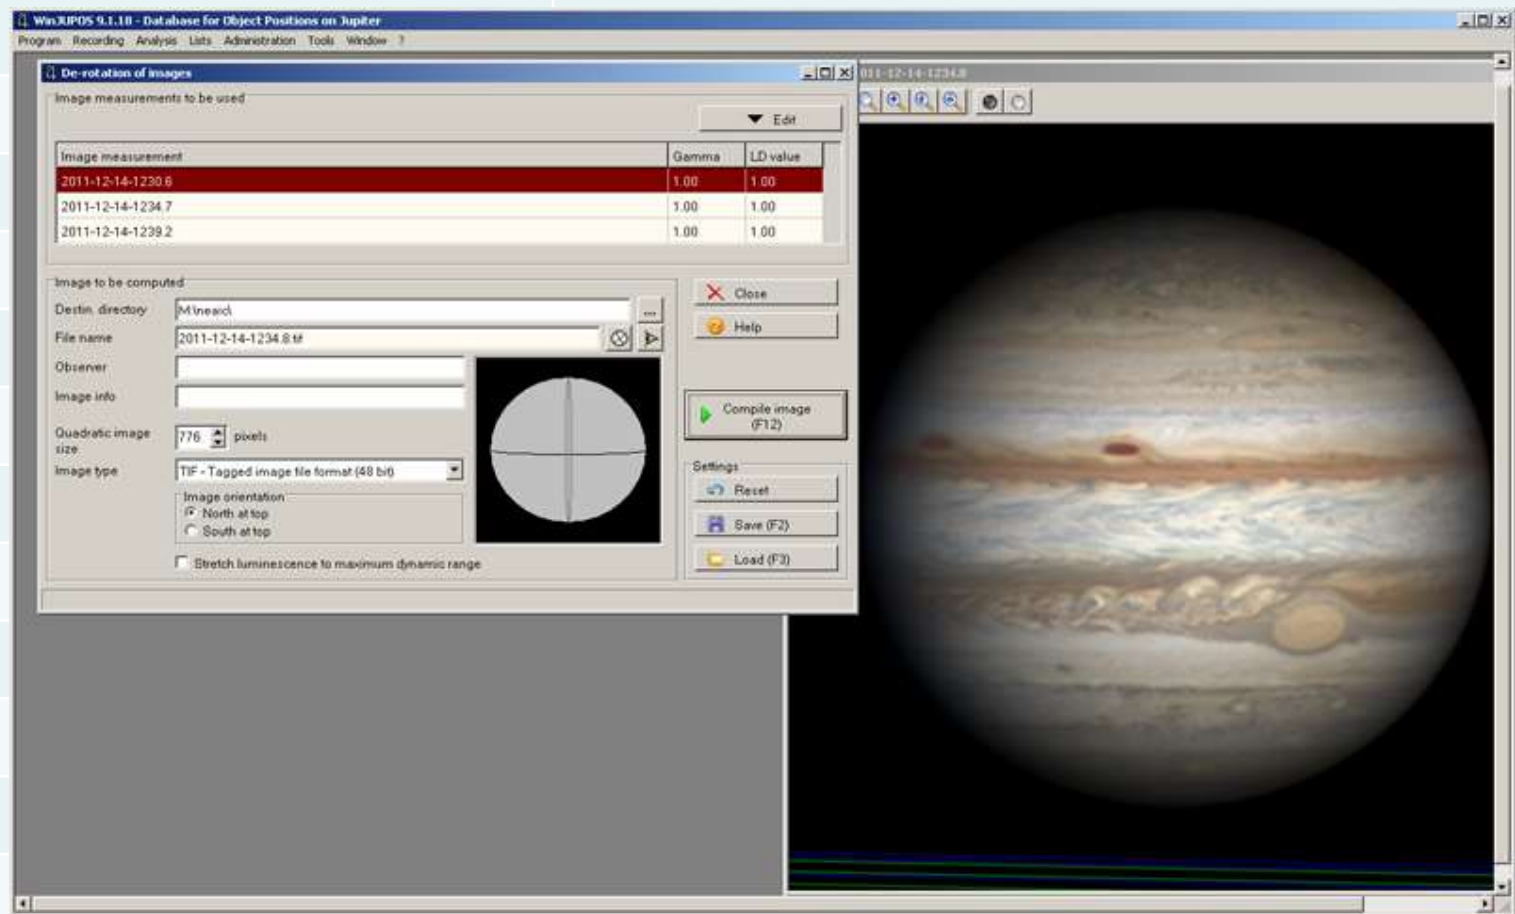 WinJUPOS 9.1.18 - Database for Object Positions on Jupiter
Program Recording Analysis Lists Administration Tools Window ?
De-rotation of images
2011-12-14-1234.8
Image measurements to be used
Edit
Image measurement Gamma LD value
2011-12-14-1230.6 1.00 1.00
2011-12-14-1234.7 1.00 1.00
2011-12-14-1239.2 1.00 1.00
Image to be computed
Destin. directory M:\neaic\ ...
Close
File name 2011-12-14-1234.8.tif
Help
Observer
Image info
Compile image
(F12)
Quadratic image
size
776 pixels
Image type TIF - Tagged image file format (48 bit)
Settings
Reset
Image orientation
North at top
South at top
Save (F2)
Stretch luminescence to maximum dynamic range
Load (F3)